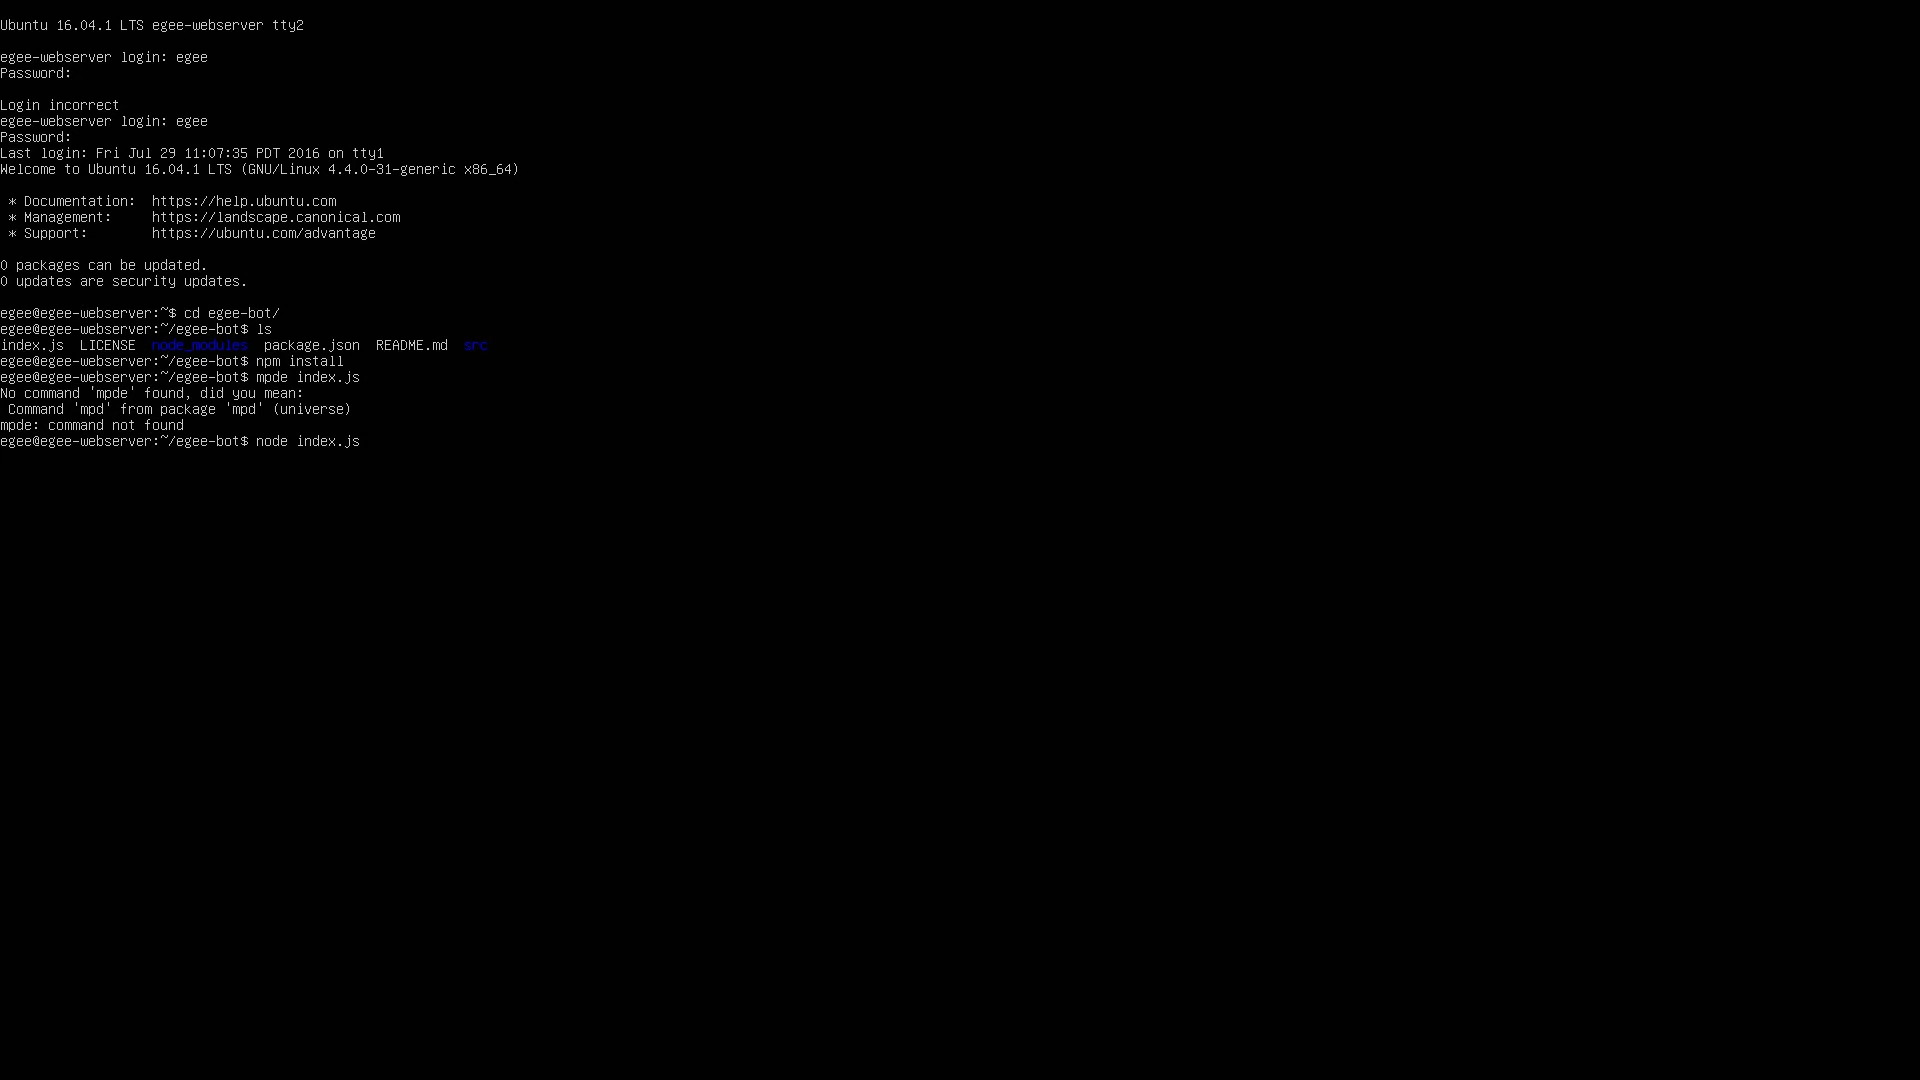 Ubuntu 16.04.1 LTS egee-webserver tty2
egee-webserver login: egee
Password:
Login incorrect
egee-webserver login: egee
Password:
Last login: Fri Jul 29 11:07:35 PDT 2016 on tty1
Welcome to Ubuntu 16.04.1 LTS (GNU/Linux 4.4.0-31-generic x86_64)
* Documentation:  https://help.ubuntu.com
* Management:     https://landscape.canonical.com
* Support:        https://ubuntu.com/advantage
0 packages can be updated.
0 updates are security updates.
egee@egee-webserver:~$ cd egee-bot/
egee@egee-webserver:~/egee-bot$ ls
index.js  LICENSE  node_modules  package.json  README.md  src
egee@egee-webserver:~/egee-bot$ npm install
egee@egee-webserver:~/egee-bot$ mpde index.js
No command 'mpde' found, did you mean:
Command 'mpd' from package 'mpd' (universe)
mpde: command not found
egee@egee-webserver:~/egee-bot$ node index.js